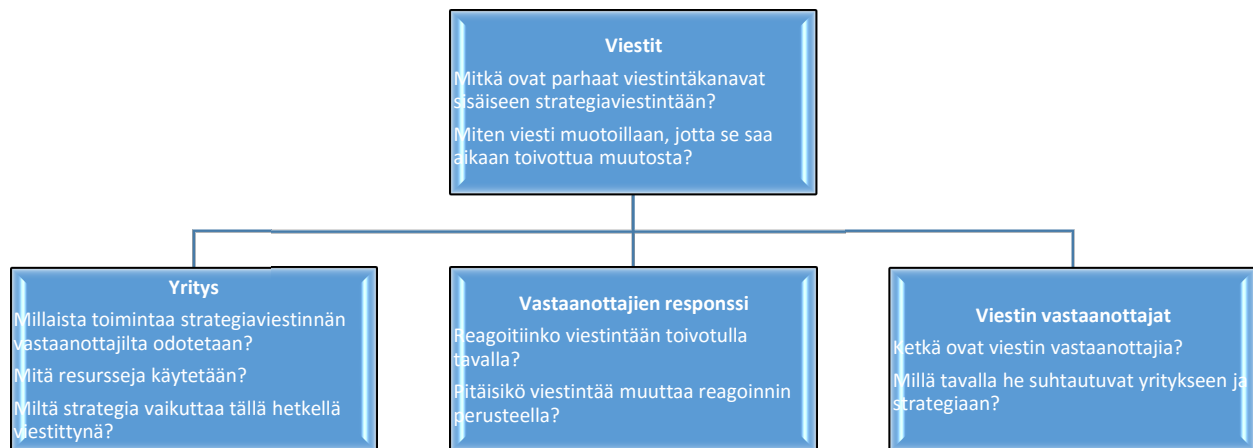 Viestit
Mitkä ovat parhaat viestintäkanavat
sisäiseen strategiaviestintään?
Miten viesti muotoillaan, jotta se saa
aikaan toivottua muutosta?
Yritys
Millaista toimintaa strategiaviestinnän
vastaanottajilta odotetaan?
Mitä resursseja käytetään?
Miltä strategia vaikuttaa tällä hetkellä
viestittynä?
Vastaanottajien responssi
Reagoitiinko viestintään toivotulla
tavalla?
Pitäisikö viestintää muuttaa reagoinnin
perusteella?
Viestin vastaanottajat
Ketkä ovat viestin vastaanottajia?
Millä tavalla he suhtautuvat yritykseen ja
strategiaan?